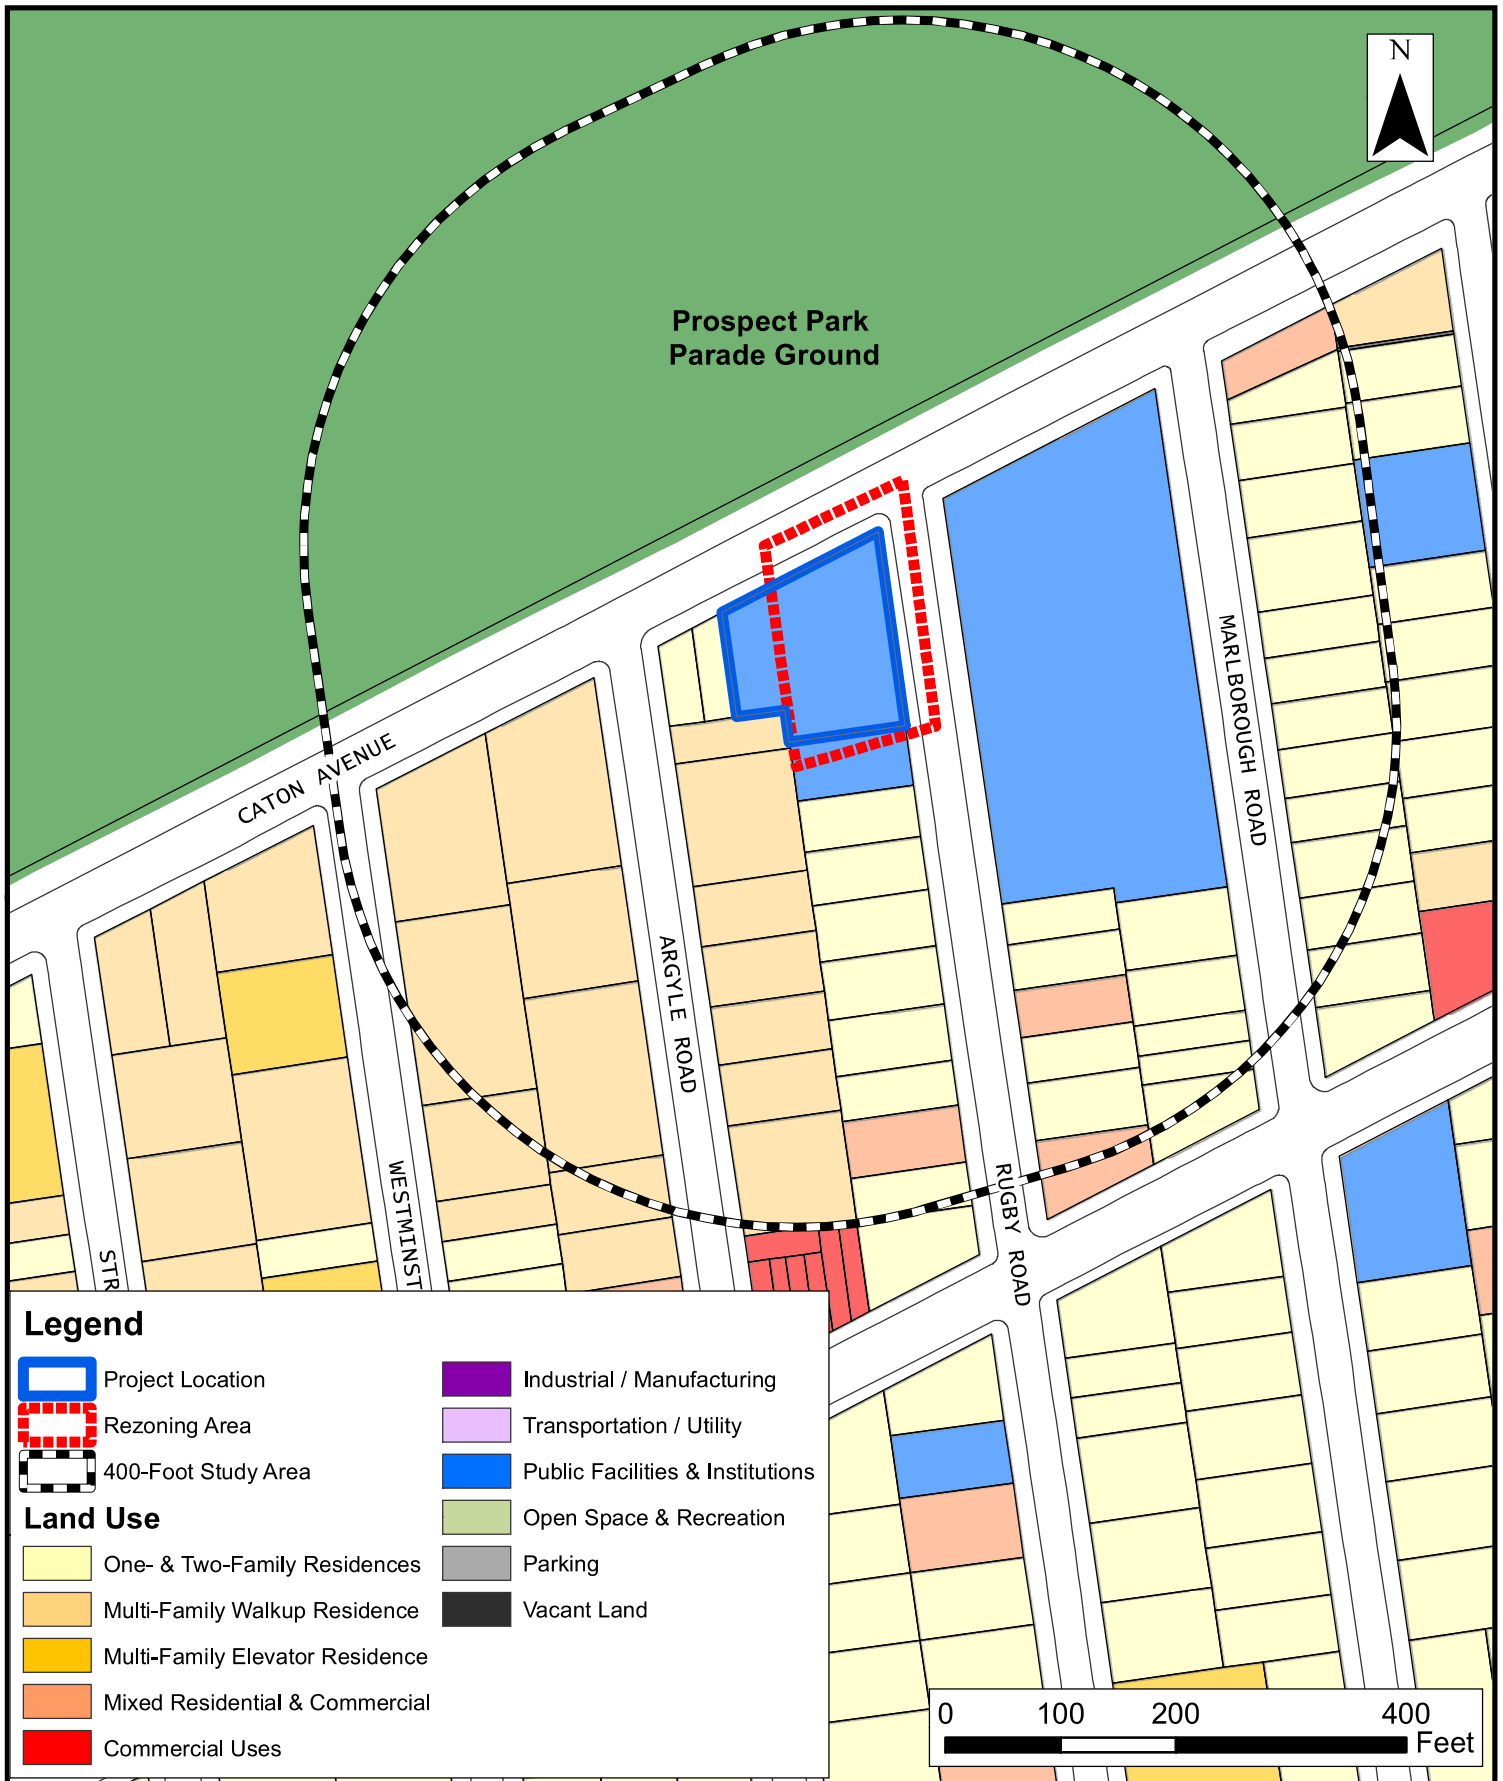 N
Prospect Park
Parade Ground
CATON AVENUE
MARLBOROUGH ROAD
ARGYLE ROAD
RUGBY ROAD
WESTMINST
STR
Legend
Project Location
Rezoning Area
400-Foot Study Area
Land Use
One- & Two-Family Residences
Multi-Family Walkup Residence
Multi-Family Elevator Residence
Mixed Residential & Commercial
Commercial Uses
Industrial / Manufacturing
Transportation / Utility
Public Facilities & Institutions
Open Space & Recreation
Parking
Vacant Land
0 100 200 400
Feet